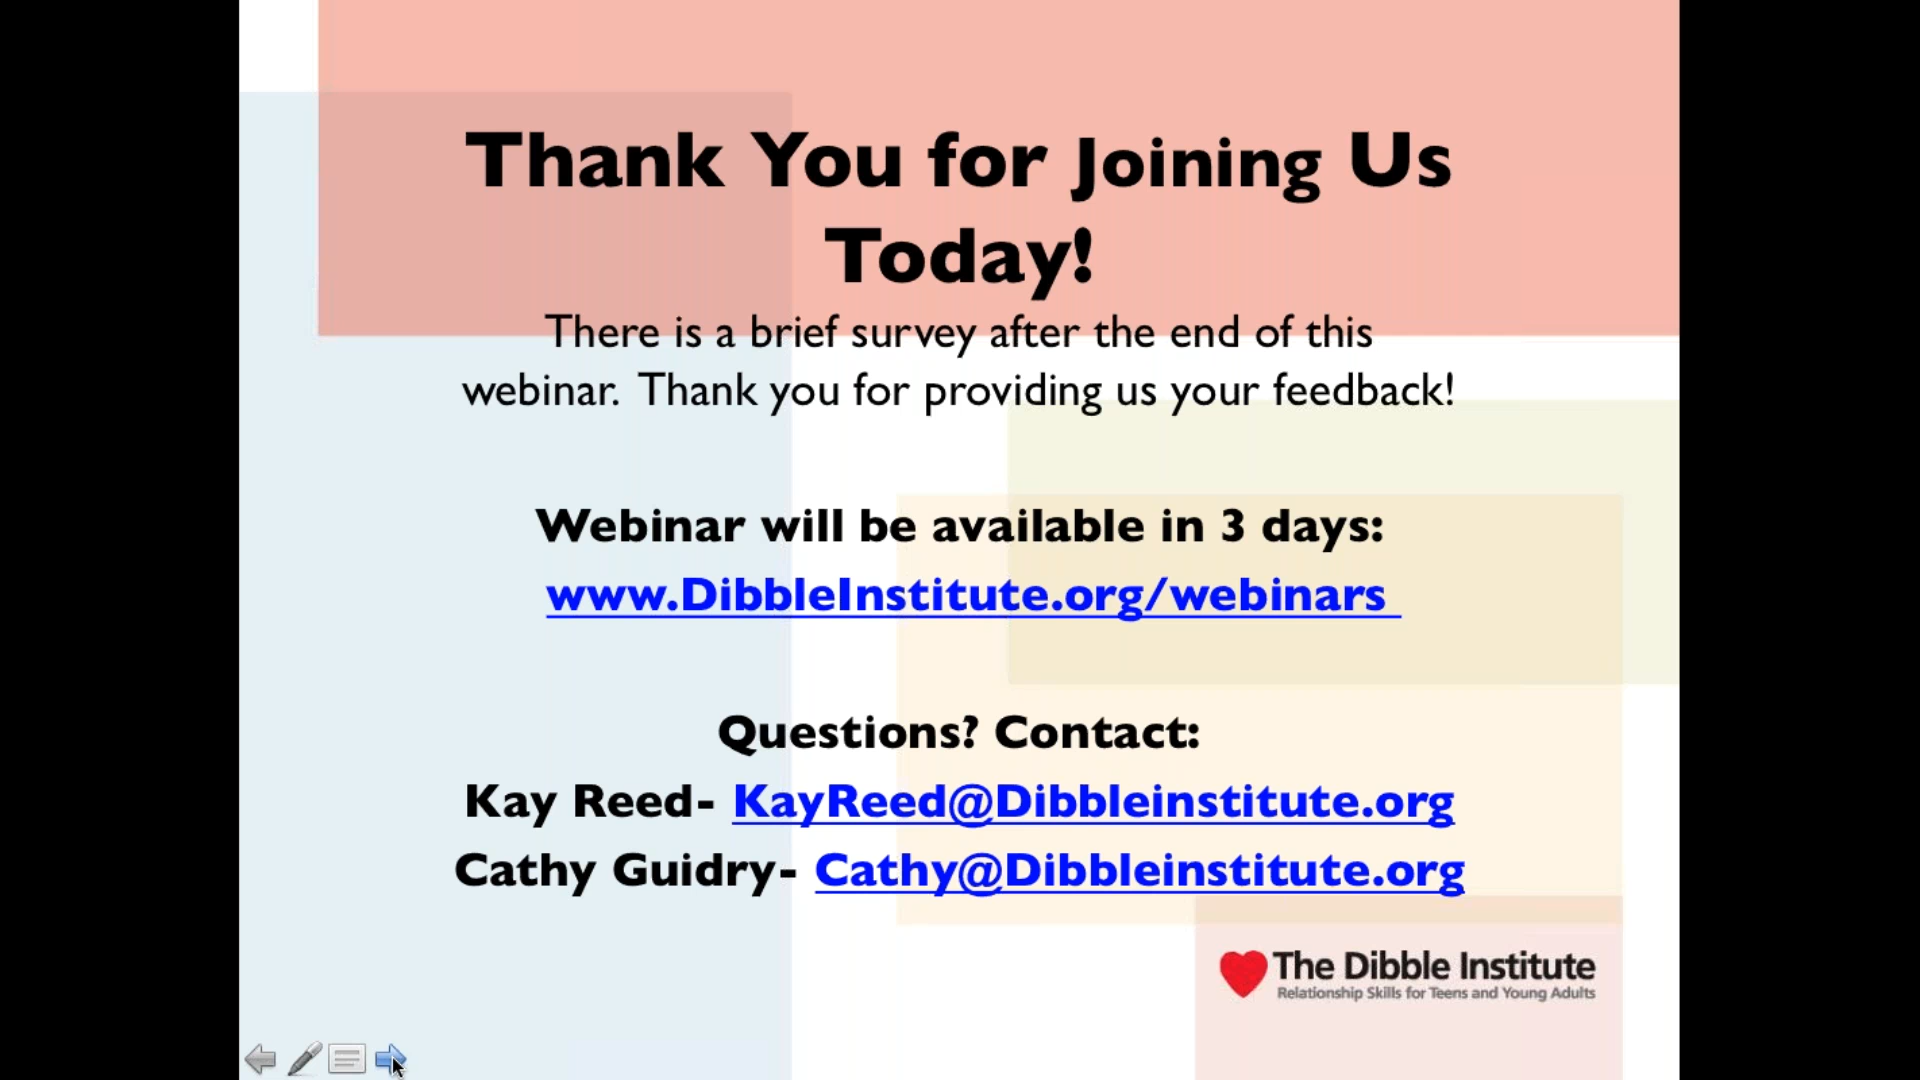 Thank You for Joining Us
Today!
There is a brief survey after the end of this
webinar. Thank you for providing us your feedback!
Webinar will be available in 3 days:
www.DibbleInstitute.org/webinars
Questions? Contact:
Kay Reed- KayReed@Dibbleinstitute.org
Cathy Guidry- Cathy@Dibbleinstitute.org
The Dibble Institute
Relationship Skills for Teens and Young Adults